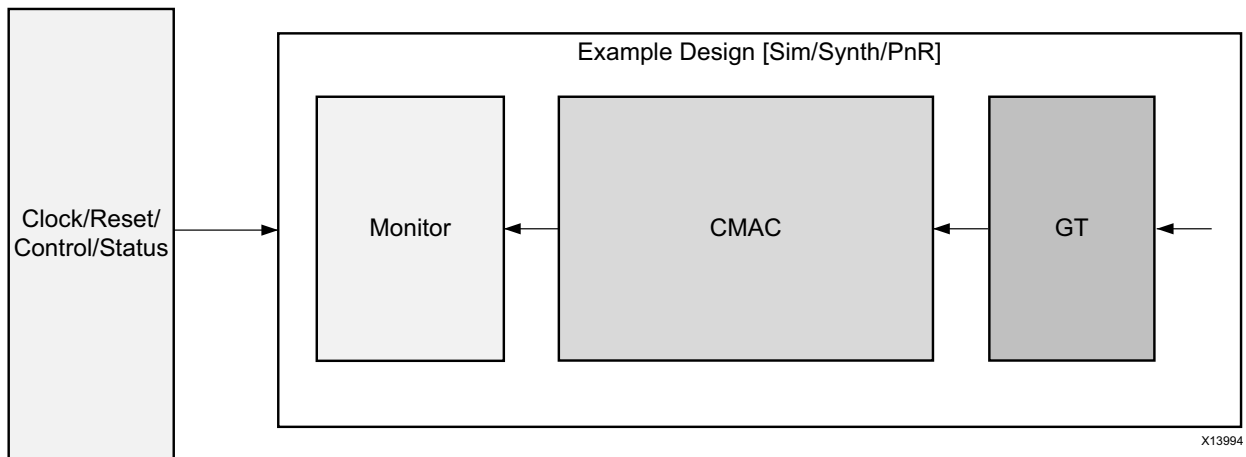 Example Design [Sim/Synth/PnR]
Clock/Reset/
Control/Status
Monitor
CMAC
GT
X13994